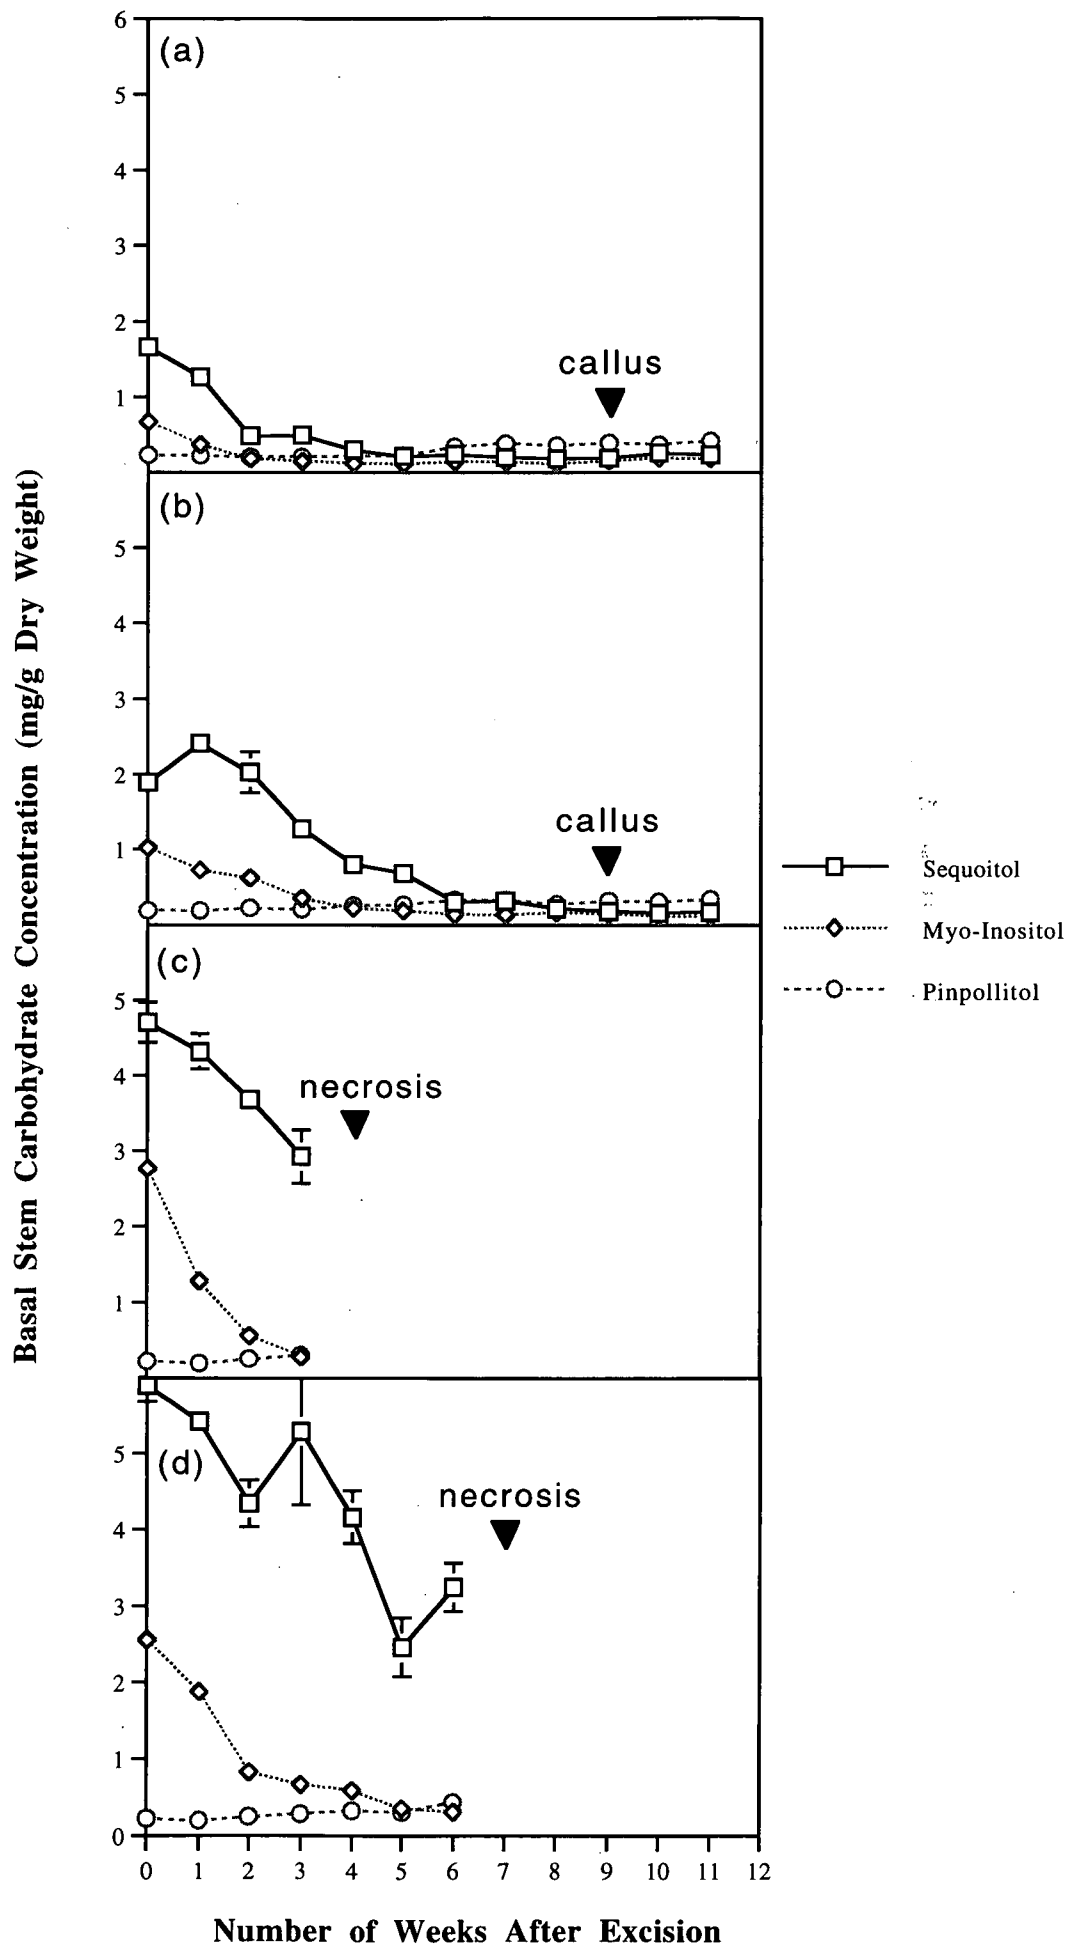 Basal Stem Carbohydrate Concentration (mg/g Dry Weight)
6
(a)
5
4
3
2
callus
1
(b)
5
4
3
2
callus
1
(c)
5
4
necrosis
3
2
1
5
(d)
necrosis
4
3
2
1
0
0 1 2 3 4 5 6 7 8 9 10 11 12
Number of Weeks After Excision
Sequoitol
Myo-Inositol
Pinpollitol